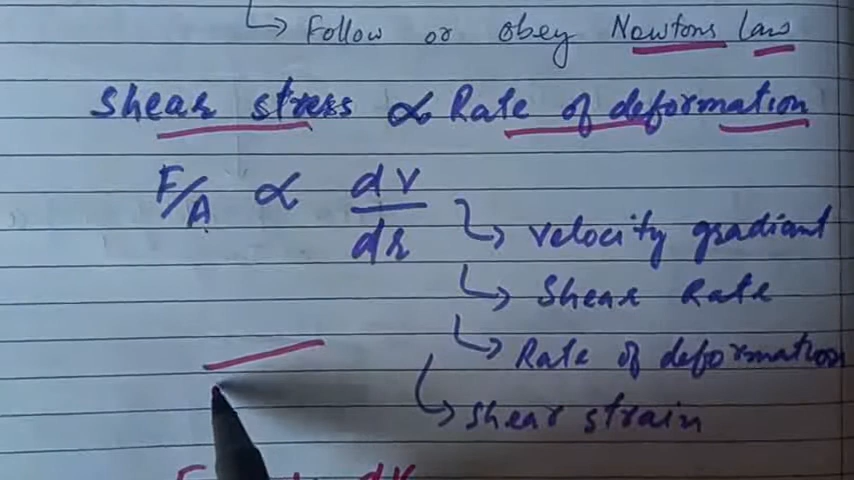 ↳ Follow or obey Newtons law
Shear stress ∝ Rate of deformation
F/A ∝ dv/dr
↳ velocity gradient
↳ Shear Rate
↳ Rate of deformation
↳ Shear strain
dv